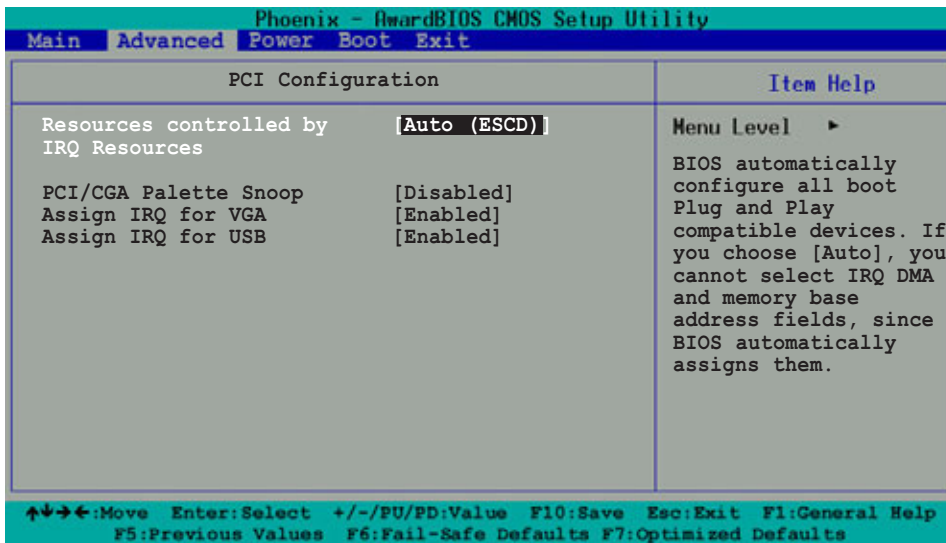 Phoenix - AwardBIOS CMOS Setup Utility
Main Advanced Power Boot Exit
PCI Configuration
Item Help
Resources controlled by [Auto (ESCD)]
IRQ Resources
PCI/CGA Palette Snoop [Disabled]
Assign IRQ for VGA [Enabled]
Assign IRQ for USB [Enabled]
Menu Level ►
BIOS automatically
configure all boot
Plug and Play
compatible devices. If
you choose [Auto], you
cannot select IRQ DMA
and memory base
address fields, since
BIOS automatically
assigns them.
↑↓→←:Move Enter:Select +/-/PU/PD:Value F10:Save Esc:Exit F1:General Help
F5:Previous Values F6:Fail-Safe Defaults F7:Optimized Defaults